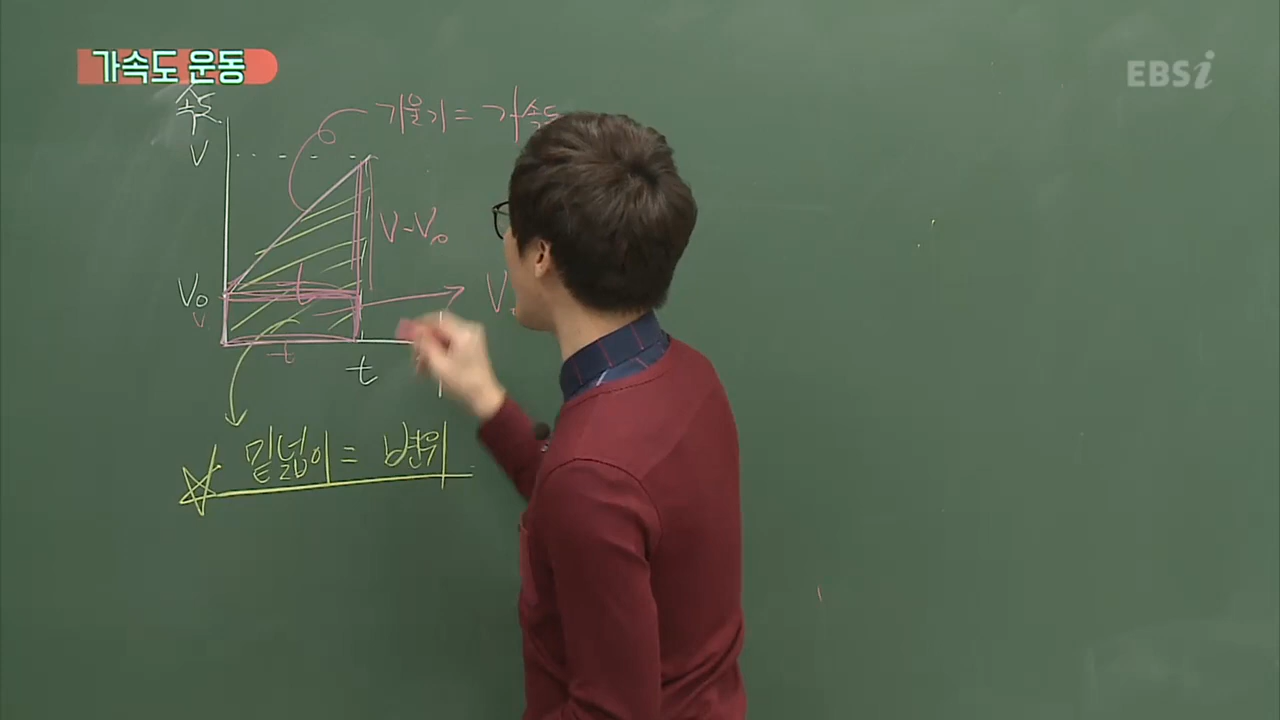 가속도 운동
EBSi
속도
V
기울기 = 가속도
V-V₀
V₀
t
V
v
t
t
밑넓이 = 변위